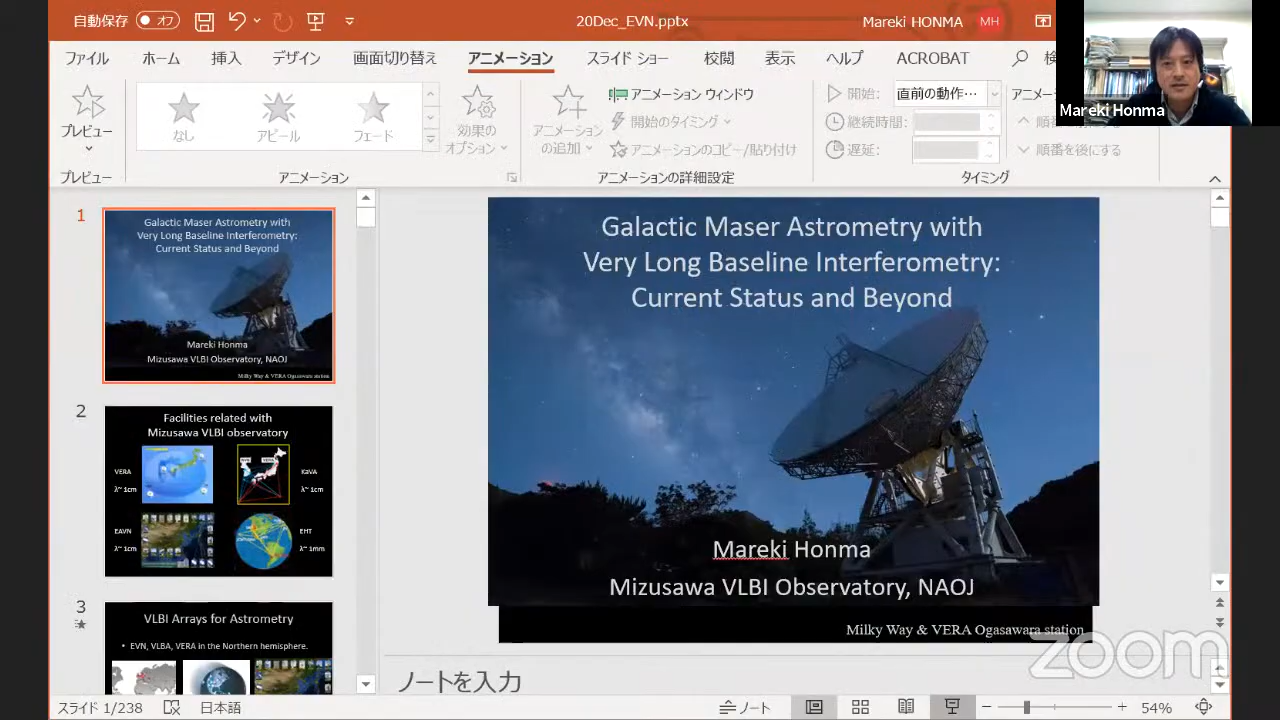 自動保存
オフ
20Dec_EVN.pptx
Mareki HONMA
MH
ファイル
ホーム
挿入
デザイン
画面切り替え
アニメーション
スライド ショー
校閲
表示
ヘルプ
ACROBAT
検
Mareki Honma
プレビュー
なし
アピール
フェード
効果の
オプション
アニメーション
の追加
アニメーション ウィンドウ
開始のタイミング
アニメーションのコピー/貼り付け
開始:
直前の動作…
継続時間:
遅延:
順番を後にする
プレビュー
アニメーション
アニメーションの詳細設定
タイミング
1
Galactic Maser Astrometry with
Very Long Baseline Interferometry:
Current Status and Beyond
Mareki Honma
Mizusawa VLBI Observatory, NAOJ
Milky Way & VERA Ogasawara station
2
Facilities related with
Mizusawa VLBI observatory
VERA
λ~ 1cm
KaVA
λ~ 1cm
EAVN
λ~ 1cm
EHT
λ~ 1mm
3
VLBI Arrays for Astrometry
• EVN, VLBA, VERA in the Northern hemisphere.
Galactic Maser Astrometry with
Very Long Baseline Interferometry:
Current Status and Beyond
Mareki Honma
Mizusawa VLBI Observatory, NAOJ
Milky Way & VERA Ogasawara station
zoom
ノートを入力
スライド 1/238
日本語
ノート
54%